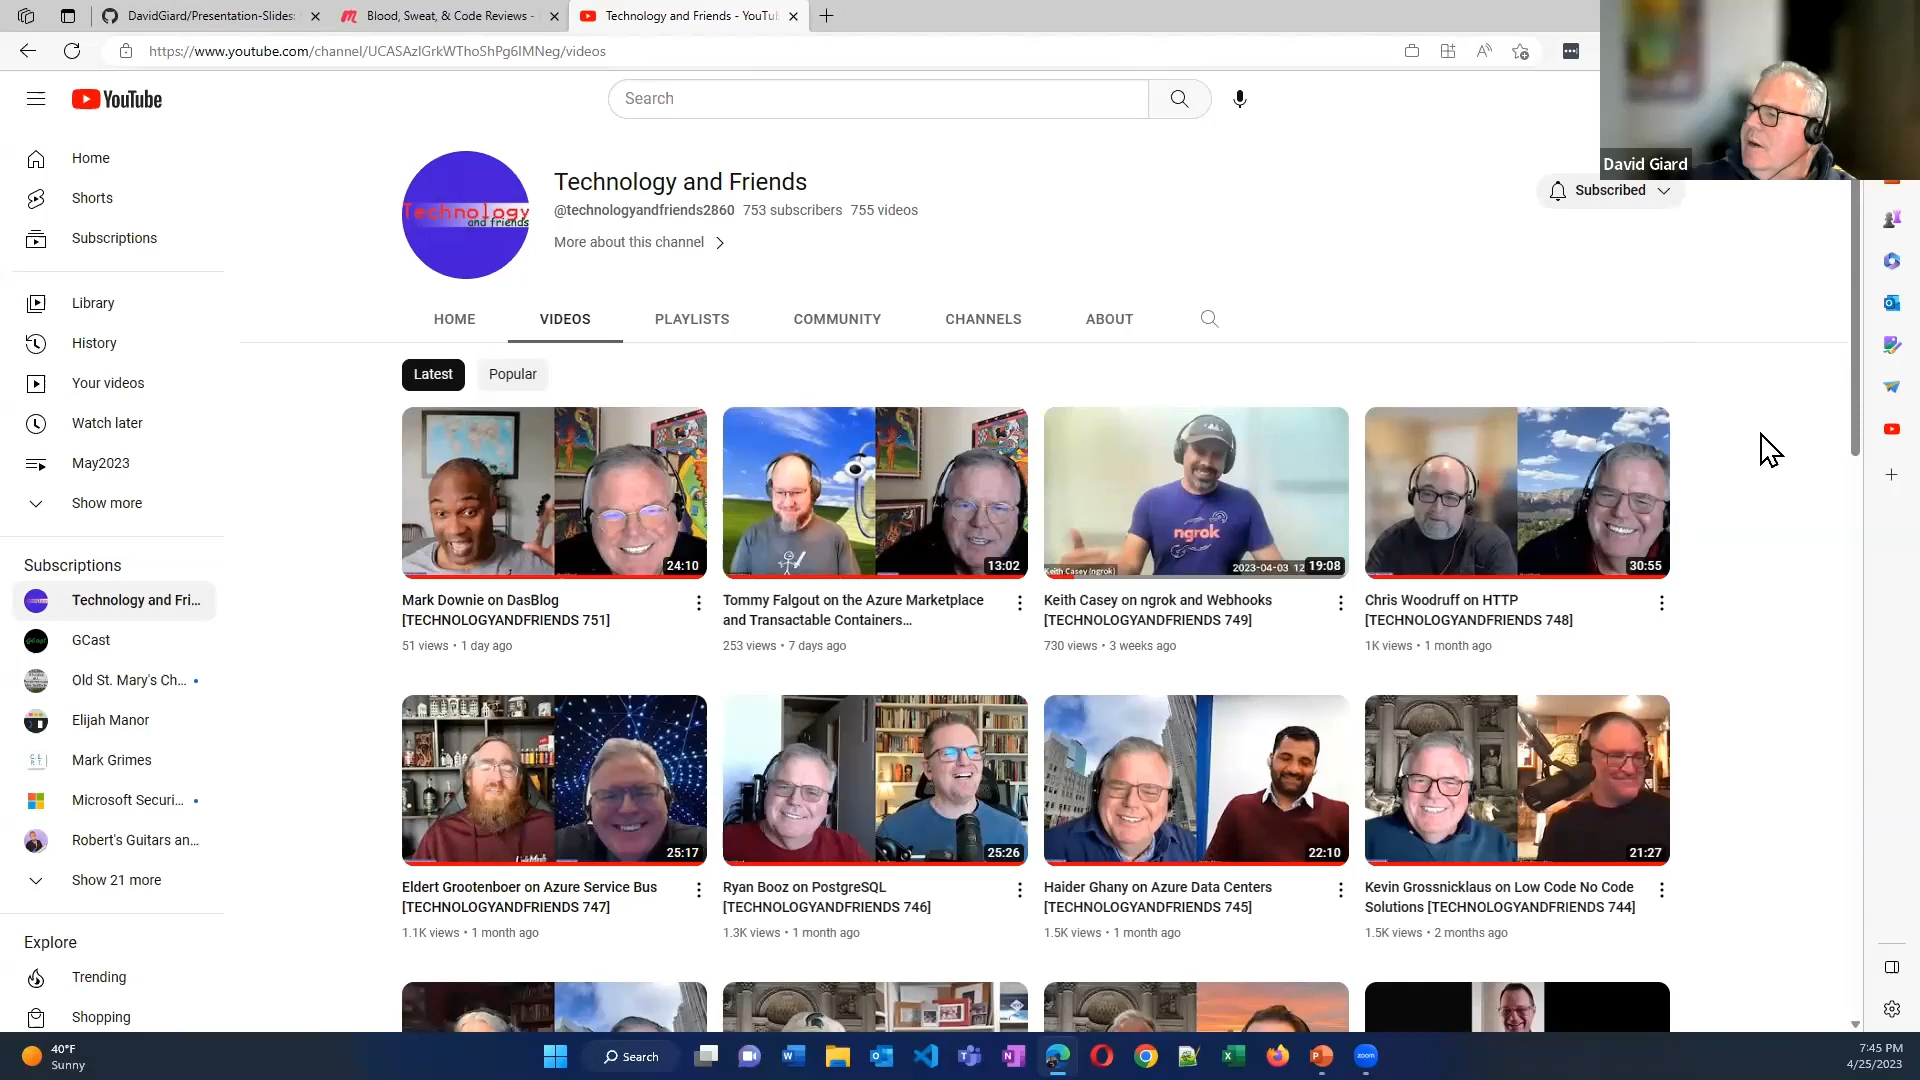 DavidGiard/Presentation-Slides:
Blood, Sweat, & Code Reviews -
Technology and Friends - YouTu
https://www.youtube.com/channel/UCASAzIGrkWThoShPg6IMNeg/videos
YouTube
Search
David Giard
Home
Shorts
Subscriptions
Library
History
Your videos
Watch later
May2023
Show more
Subscriptions
Technology and Fri...
GCast
Old St. Mary's Ch...
Elijah Manor
Mark Grimes
Microsoft Securi...
Robert's Guitars an...
Show 21 more
Explore
Trending
Shopping
Technology
and friends
Technology and Friends
@technologyandfriends2860 753 subscribers 755 videos
More about this channel
Subscribed
HOME VIDEOS PLAYLISTS COMMUNITY CHANNELS ABOUT
Latest Popular
24:10
Mark Downie on DasBlog
[TECHNOLOGYANDFRIENDS 751]
51 views • 1 day ago
13:02
Tommy Falgout on the Azure Marketplace
and Transactable Containers...
253 views • 7 days ago
ngrok
Keith Casey (ngrok)
2023-04-03 12
19:08
Keith Casey on ngrok and Webhooks
[TECHNOLOGYANDFRIENDS 749]
730 views • 3 weeks ago
30:55
Chris Woodruff on HTTP
[TECHNOLOGYANDFRIENDS 748]
1K views • 1 month ago
25:17
Eldert Grootenboer on Azure Service Bus
[TECHNOLOGYANDFRIENDS 747]
1.1K views • 1 month ago
25:26
Ryan Booz on PostgreSQL
[TECHNOLOGYANDFRIENDS 746]
1.3K views • 1 month ago
22:10
Haider Ghany on Azure Data Centers
[TECHNOLOGYANDFRIENDS 745]
1.5K views • 1 month ago
21:27
Kevin Grossnicklaus on Low Code No Code
Solutions [TECHNOLOGYANDFRIENDS 744]
1.5K views • 2 months ago
40°F
Sunny
Search
zoom
7:45 PM
4/25/2023